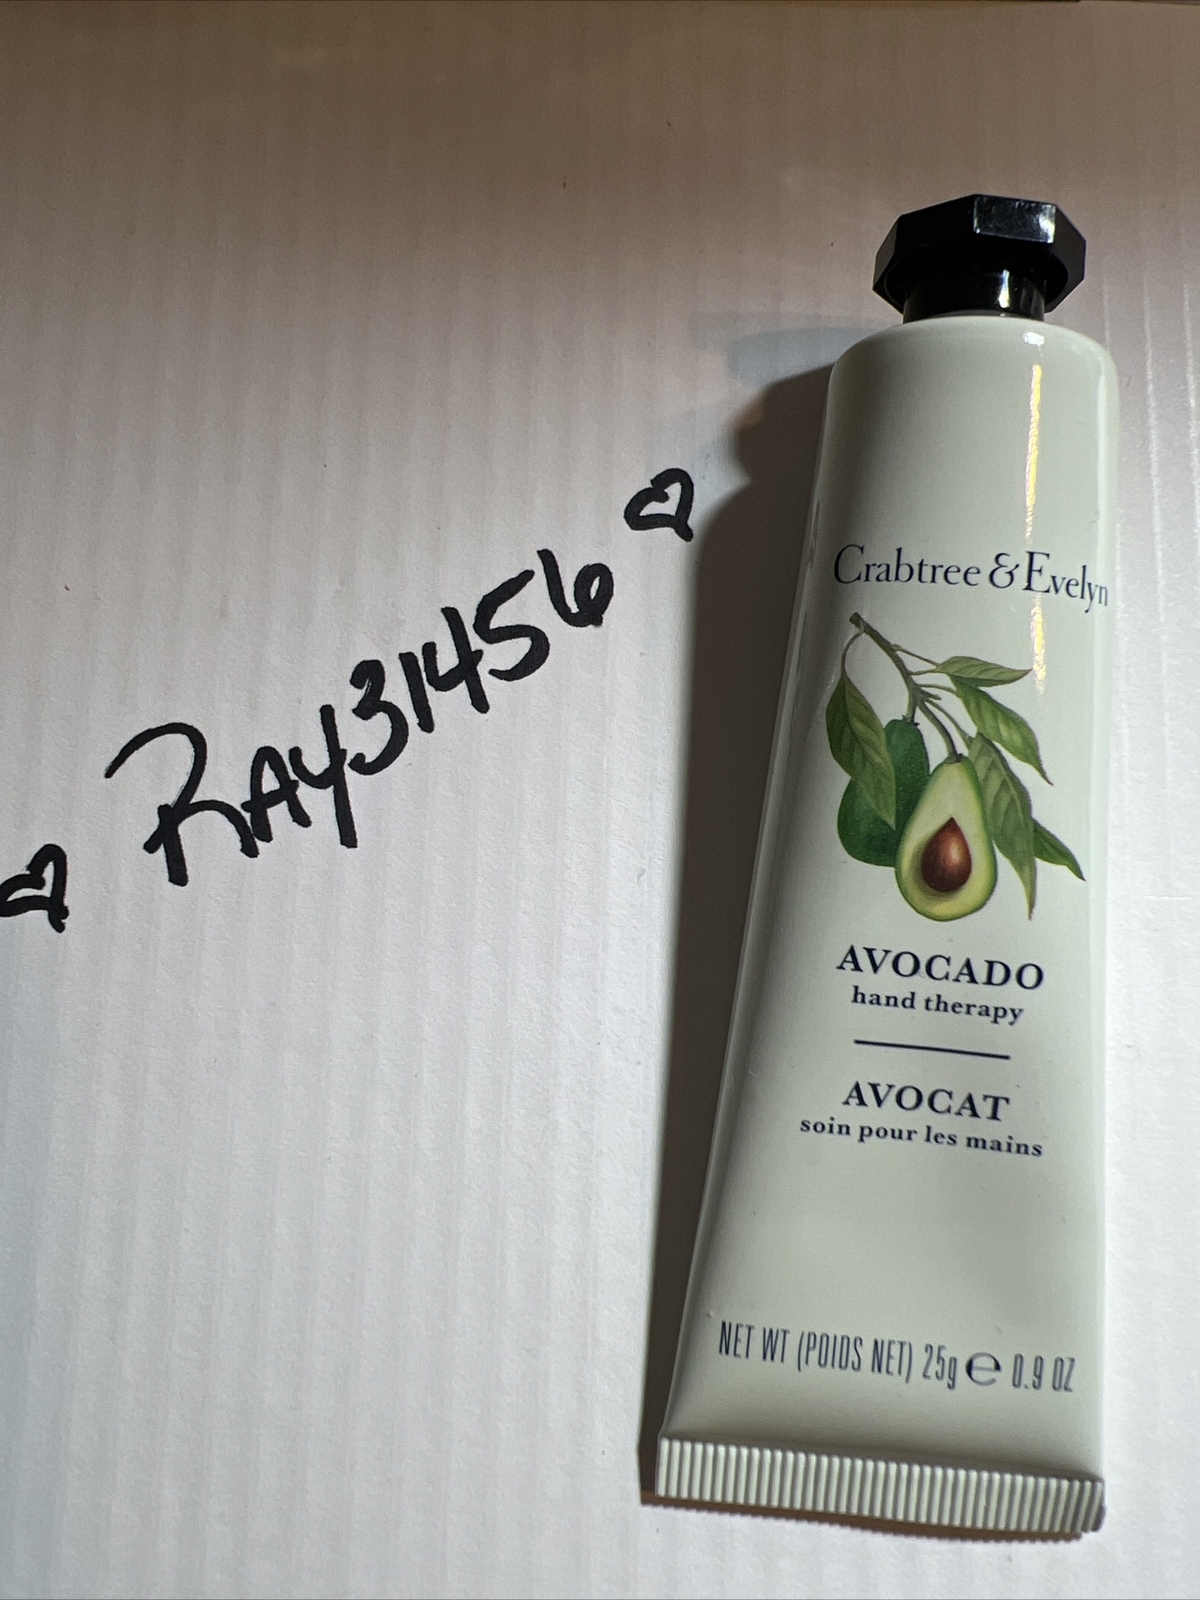 RAY31456
Crabtree & Evelyn
AVOCADO
hand therapy
AVOCAT
soin pour les mains
NET WT (POIDS NET) 25g ℮ 0.9 OZ